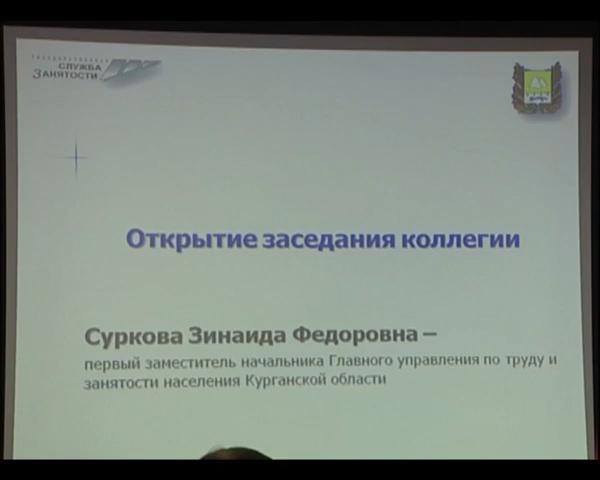 ГОСУДАРСТВЕННАЯ
СЛУЖБА
ЗАНЯТОСТИ
Открытие заседания коллегии
Суркова Зинаида Федоровна –
первый заместитель начальника Главного управления по труду и
занятости населения Курганской области